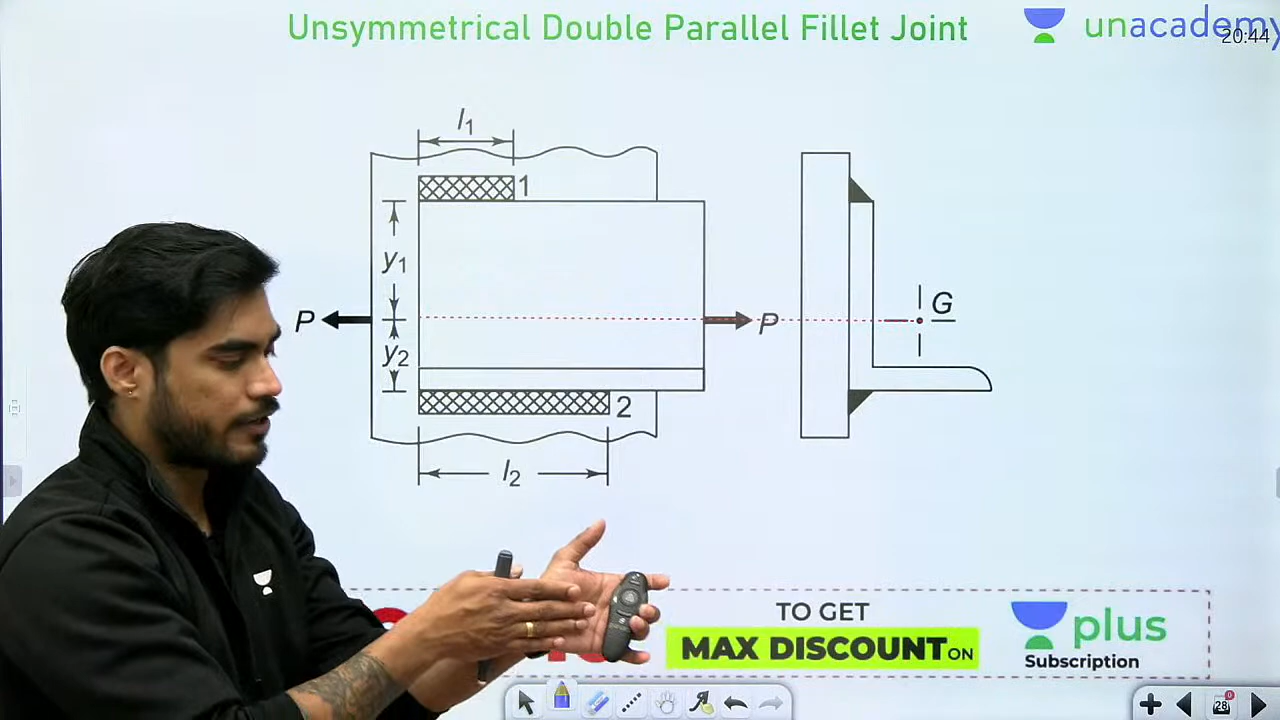 Unsymmetrical Double Parallel Fillet Joint
unacademy
20:44
l1
1
y1
G
P
P
y2
2
l2
TO GET
MAX DISCOUNT ON
plus
Subscription
28
0